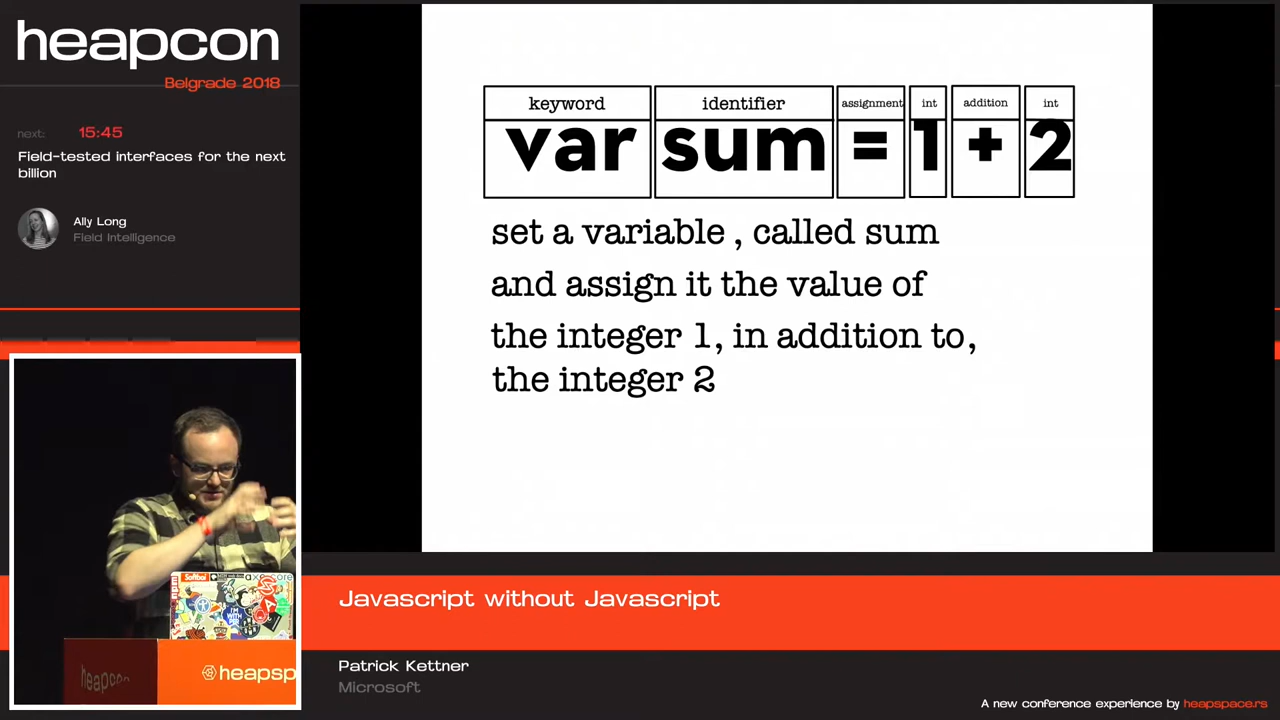 heapcon
Belgrade 2018
next: 15:45
Field-tested interfaces for the next
billion
Ally Long
Field Intelligence
keyword identifier assignment int addition int
var sum = 1 + 2
set a variable , called sum
and assign it the value of
the integer 1, in addition to,
the integer 2
heapcon
heapsp
Javascript without Javascript
Patrick Kettner
Microsoft
A new conference experience by heapspace.rs